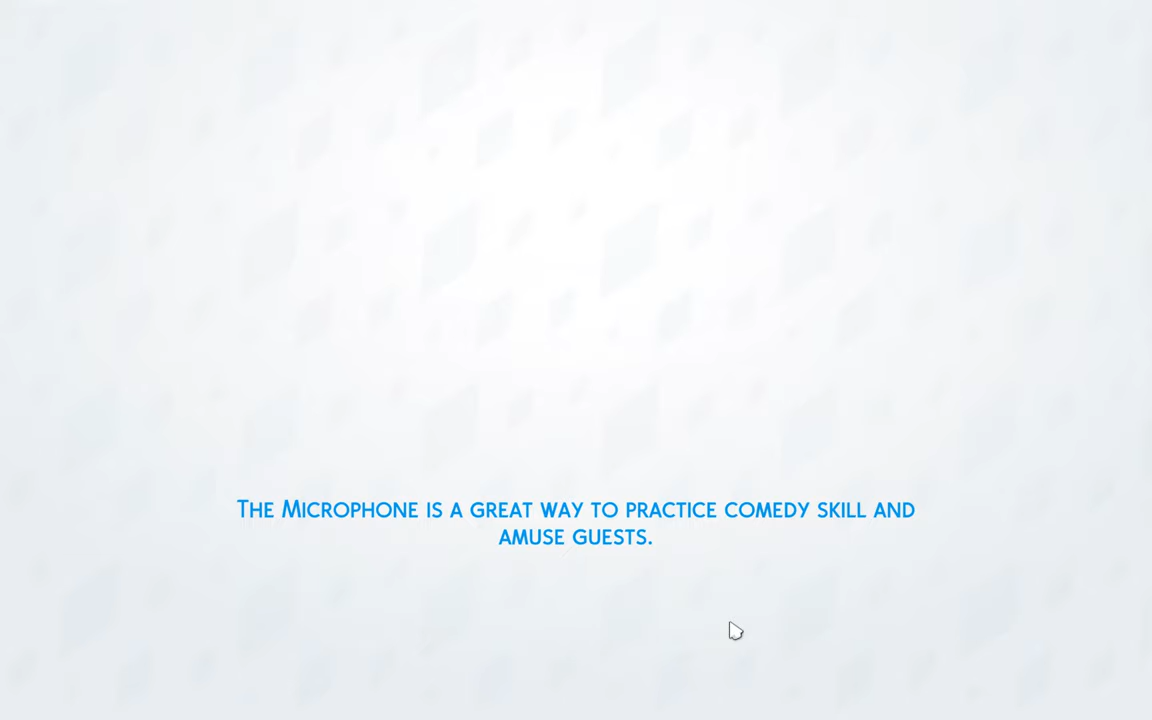 The Microphone is a great way to practice comedy skill and
amuse guests.